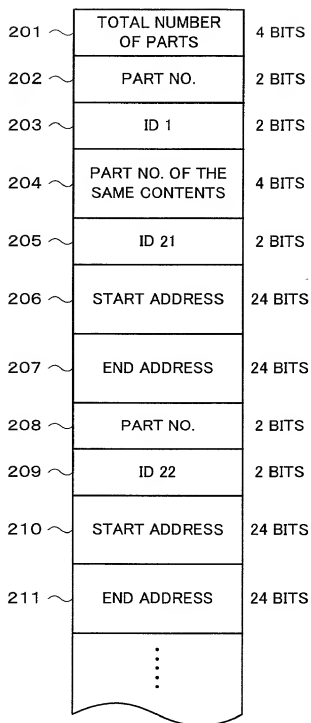 201 TOTAL NUMBER OF PARTS 4 BITS
202 PART NO. 2 BITS
203 ID 1 2 BITS
204 PART NO. OF THE SAME CONTENTS 4 BITS
205 ID 21 2 BITS
206 START ADDRESS 24 BITS
207 END ADDRESS 24 BITS
208 PART NO. 2 BITS
209 ID 22 2 BITS
210 START ADDRESS 24 BITS
211 END ADDRESS 24 BITS